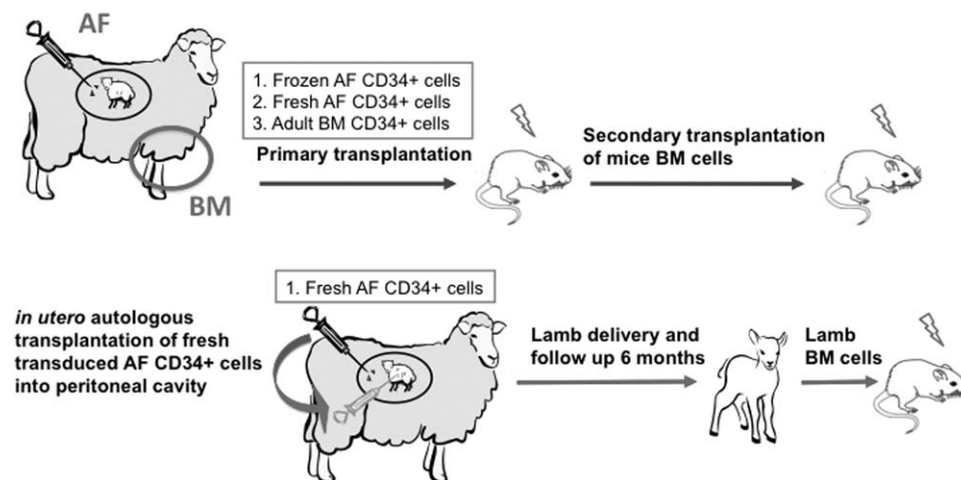 AF
1. Frozen AF CD34+ cells
2. Fresh AF CD34+ cells
3. Adult BM CD34+ cells
Primary transplantation
Secondary transplantation
of mice BM cells
BM
1. Fresh AF CD34+ cells
in utero autologous
transplantation of fresh
transduced AF CD34+ cells
into peritoneal cavity
Lamb delivery and
follow up 6 months
Lamb
BM cells